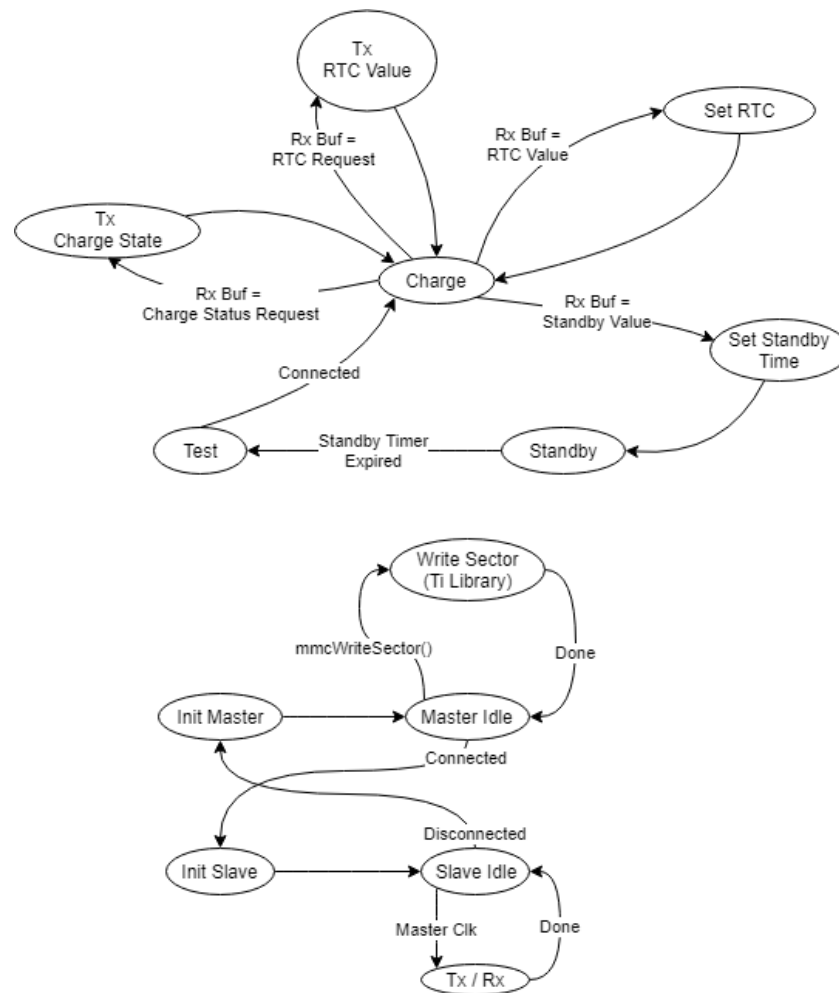 Tx
RTC Value
Set RTC
Rx Buf =
RTC Request
Rx Buf =
RTC Value
Tx
Charge State
Charge
Rx Buf =
Charge Status Request
Rx Buf =
Standby Value
Set Standby
Time
Connected
Test
Standby Timer
Expired
Standby
Write Sector
(Ti Library)
mmcWriteSector()
Done
Init Master
Master Idle
Connected
Disconnected
Init Slave
Slave Idle
Master Clk
Done
Tx / Rx